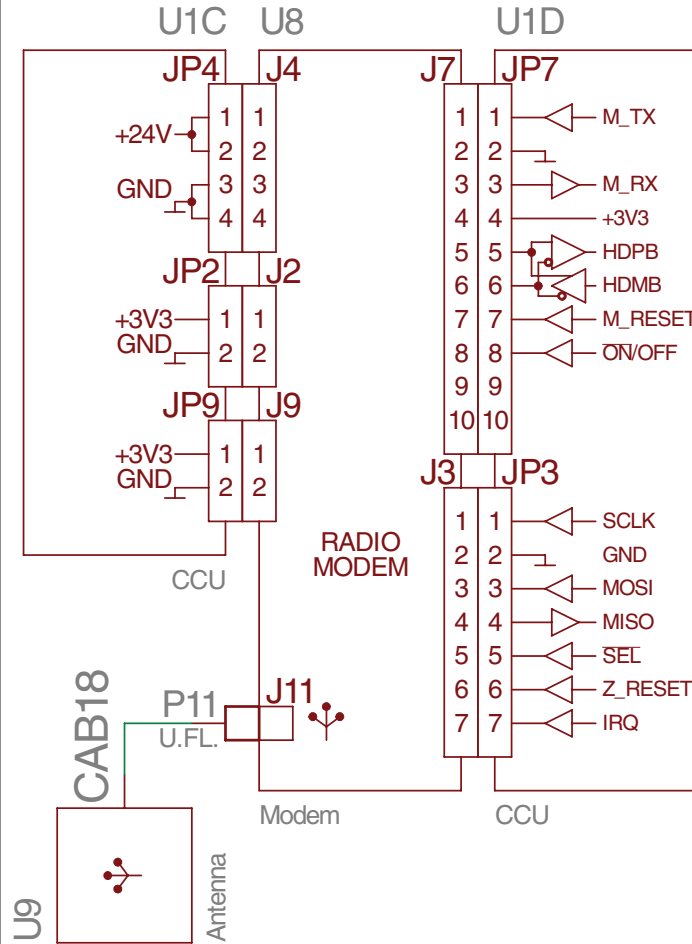 U1C U8 U1D
JP4 J4 J7 JP7
+24V 1 1 1 1 M_TX
2 2 2 2
GND 3 3 3 3 M_RX
4 4 4 4 +3V3
JP2 J2 5 5 HDPB
6 6 HDMB
+3V3 1 1 7 7 M_RESET
GND 2 2 8 8 ON/OFF
9 9
JP9 J9 10 10
+3V3 1 1
GND 2 2
J3 JP3
1 1 SCLK
RADIO 2 2 GND
MODEM 3 3 MOSI
CCU 4 4 MISO
5 5 SEL
6 6 Z_RESET
7 7 IRQ
CAB18 P11 J11
U.FL.
Modem CCU
U9 Antenna